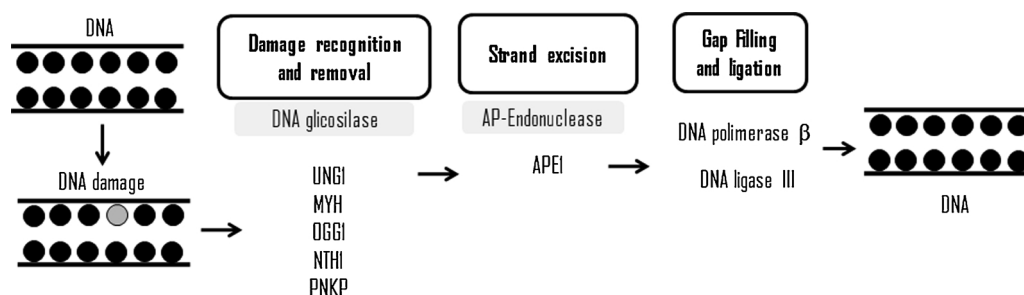 DNA
DNA damage
Damage recognition
and removal
DNA glicosilase
UNG1
MYH
OGG1
NTH1
PNKP
Strand excision
AP-Endonuclease
APE1
Gap Filling
and ligation
DNA polimerase β
DNA ligase III
DNA